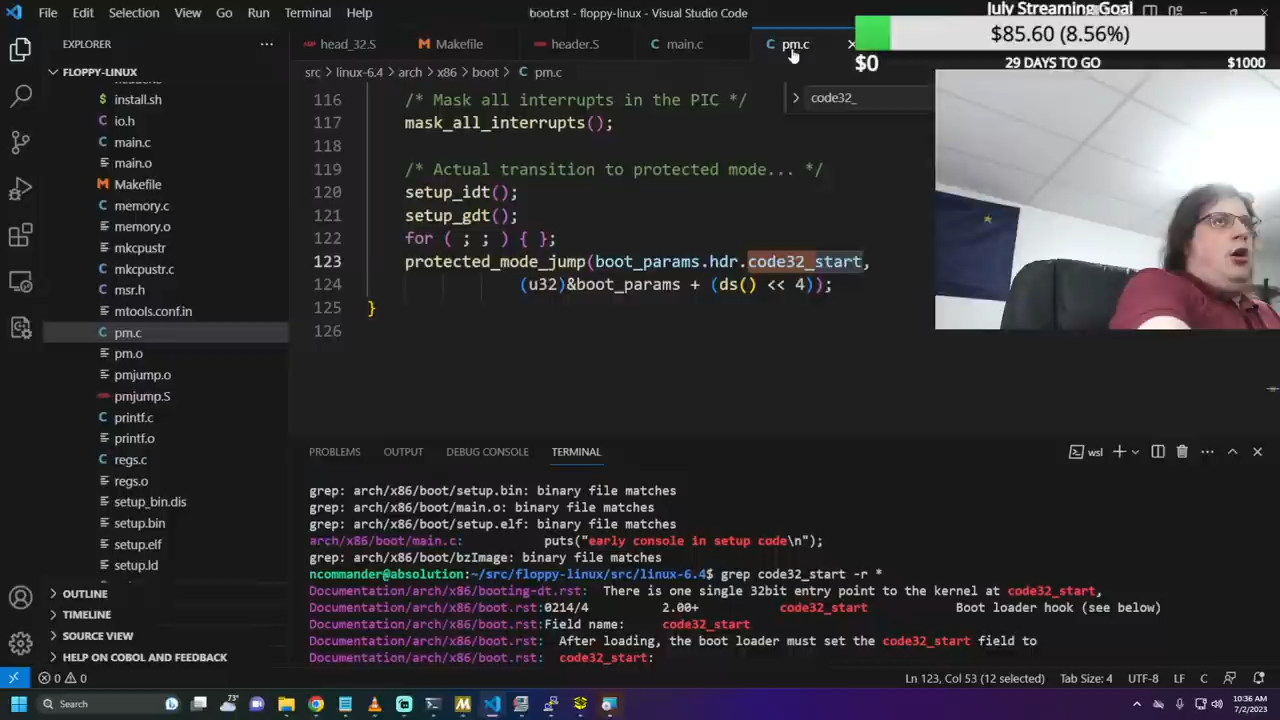 File Edit Selection View Go Run Terminal Help
boot.rst - floppy-linux - Visual Studio Code
July Streaming Goal
$85.60 (8.56%)
$0 29 DAYS TO GO $1000
EXPLORER
FLOPPY-LINUX
install.sh
io.h
main.c
main.o
Makefile
memory.c
memory.o
mkcpustr
mkcpustr.c
msr.h
mtools.conf.in
pm.c
pm.o
pmjump.o
pmjump.S
printf.c
printf.o
regs.c
regs.o
setup_bin.dis
setup.bin
setup.elf
setup.ld
OUTLINE
TIMELINE
SOURCE VIEW
HELP ON COBOL AND FEEDBACK
head_32.S Makefile header.S main.c pm.c
src > linux-6.4 > arch > x86 > boot > pm.c
code32_
116 /* Mask all interrupts in the PIC */
117 mask_all_interrupts();
118
119 /* Actual transition to protected mode... */
120 setup_idt();
121 setup_gdt();
122 for ( ; ; ) { };
123 protected_mode_jump(boot_params.hdr.code32_start,
124 (u32)&boot_params + (ds() << 4));
125 }
126
PROBLEMS OUTPUT DEBUG CONSOLE TERMINAL
wsl
grep: arch/x86/boot/setup.bin: binary file matches
grep: arch/x86/boot/main.o: binary file matches
grep: arch/x86/boot/setup.elf: binary file matches
arch/x86/boot/main.c: puts("early console in setup code\n");
grep: arch/x86/boot/bzImage: binary file matches
ncommander@absolution:~/src/floppy-linux/src/linux-6.4$ grep code32_start -r *
Documentation/arch/x86/booting-dt.rst: There is one single 32bit entry point to the kernel at code32_start,
Documentation/arch/x86/boot.rst:0214/4 2.00+ code32_start Boot loader hook (see below)
Documentation/arch/x86/boot.rst:Field name: code32_start
Documentation/arch/x86/boot.rst: After loading, the boot loader must set the code32_start field to
Documentation/arch/x86/boot.rst: code32_start:
0 0 Ln 123, Col 53 (12 selected) Tab Size: 4 UTF-8 LF C
Search
73°
10:36 AM
7/2/2023